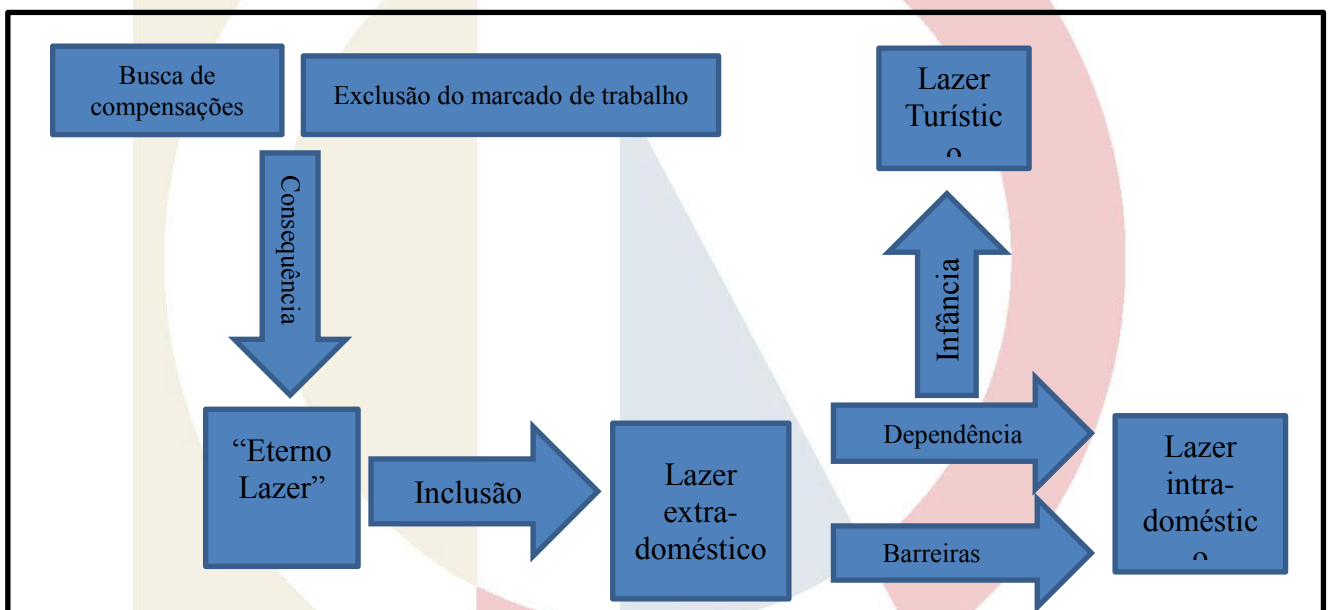 Busca de
compensações
Exclusão do marcado de trabalho
Lazer
Turístic
o
Consequência
Infância
“Eterno
Lazer”
Inclusão
Lazer
extra-
doméstico
Dependência
Barreiras
Lazer
intra-
doméstic
o